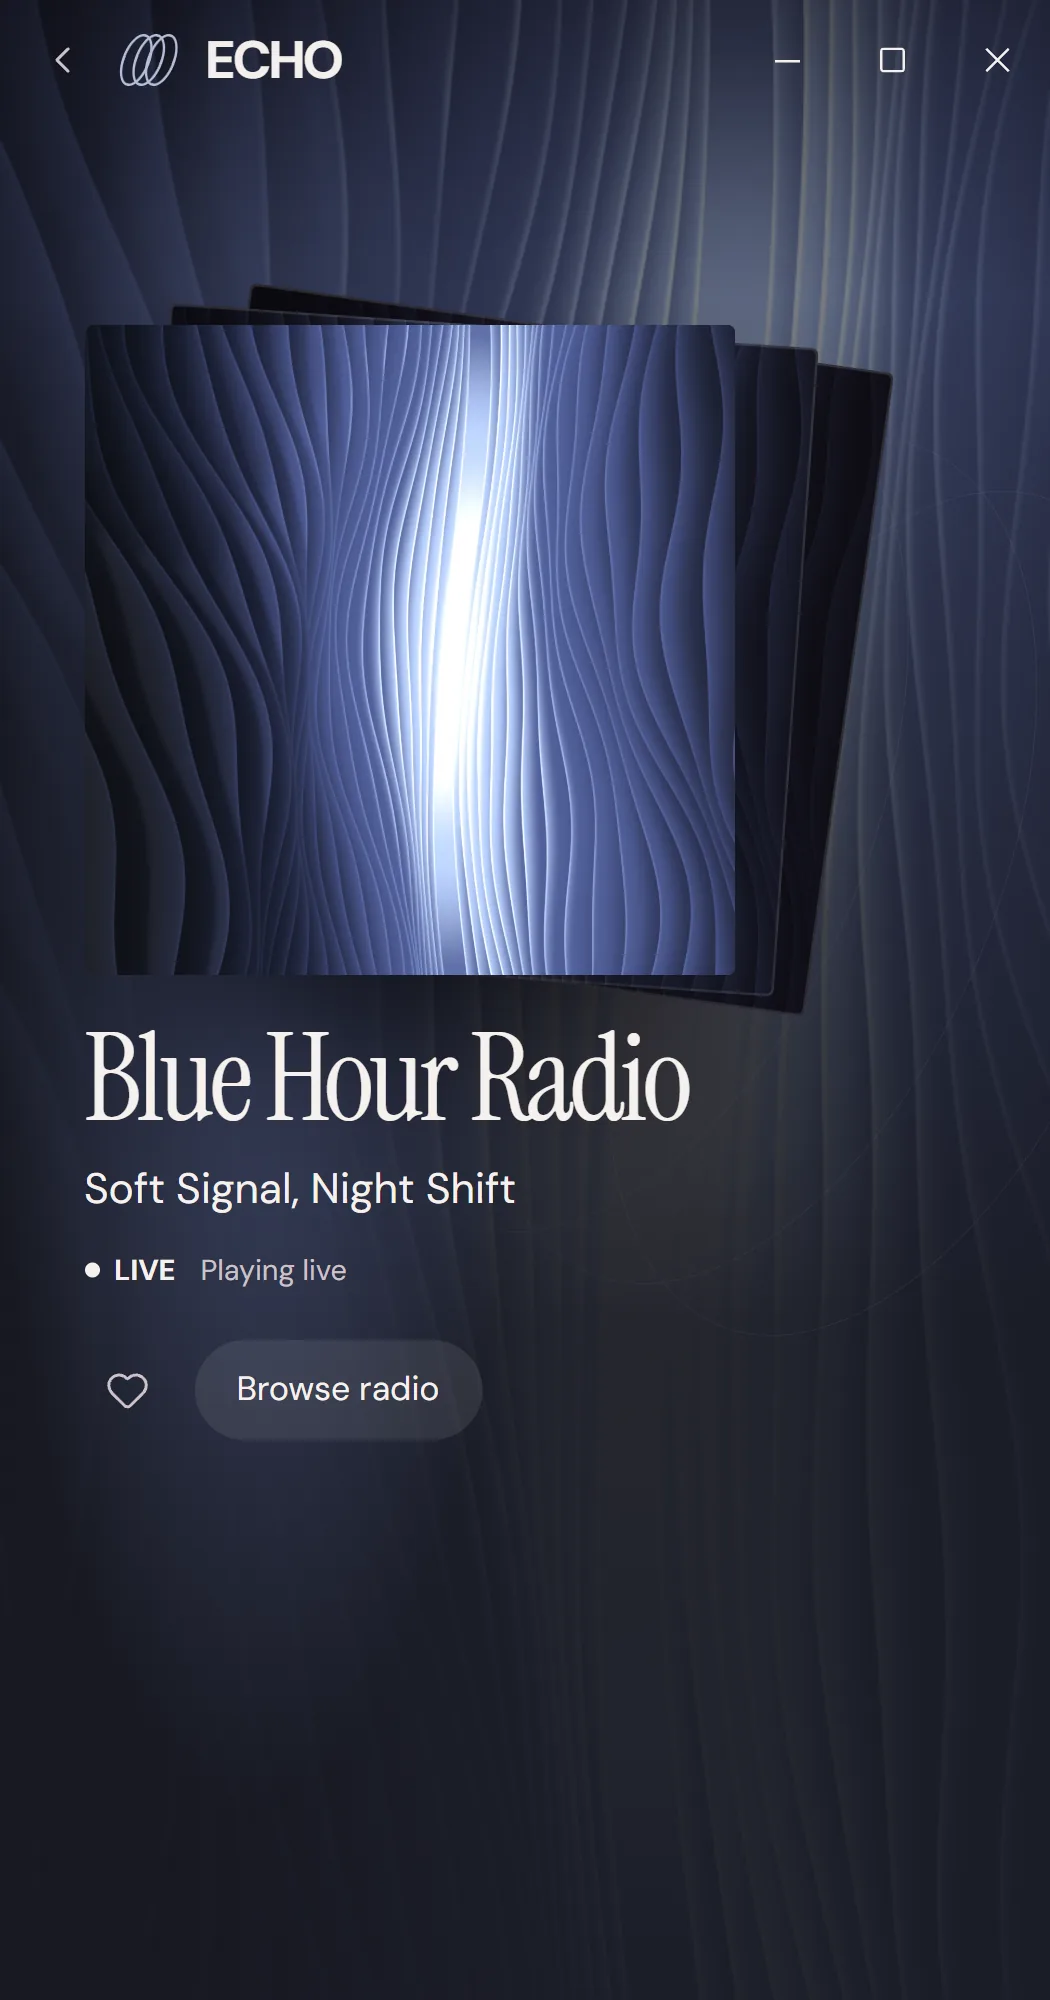 ECHO
Blue Hour Radio
Soft Signal, Night Shift
LIVE Playing live
Browse radio